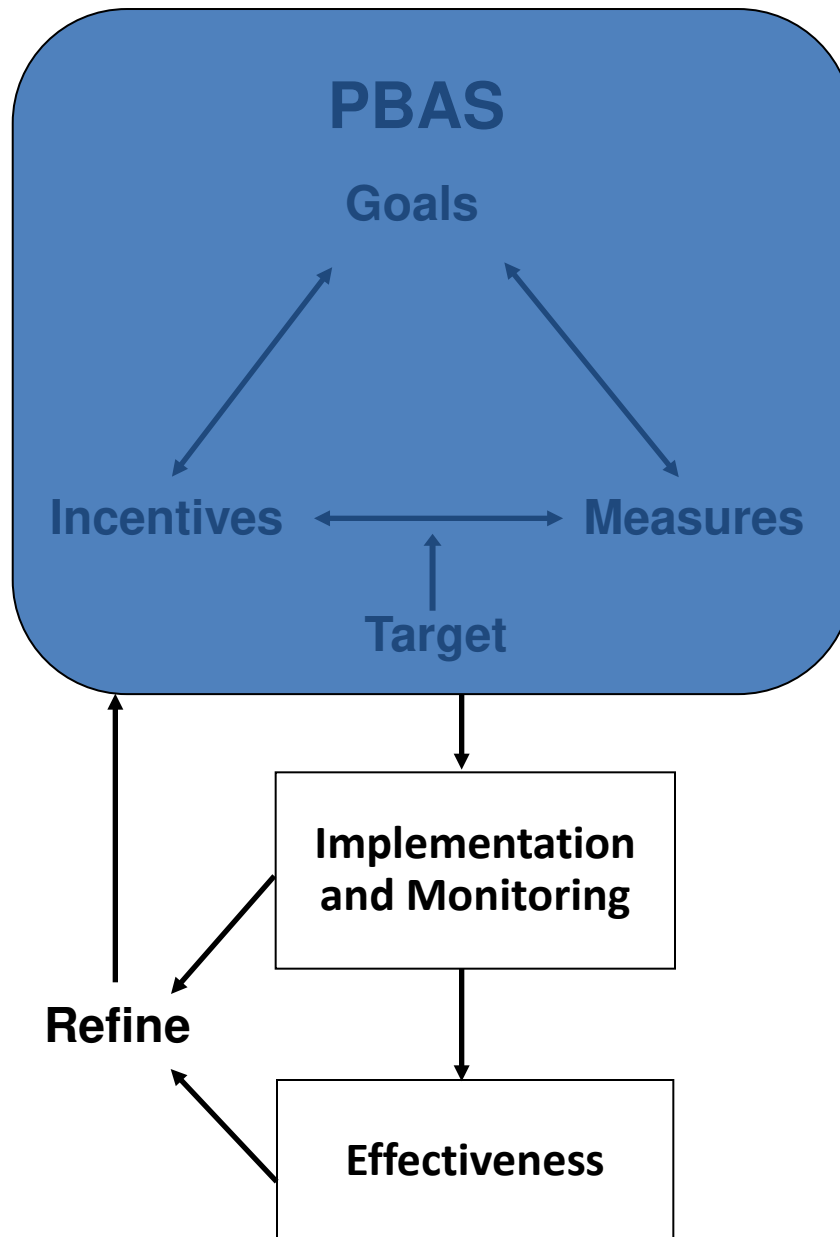 PBAS
Goals
Incentives
Measures
Target
Implementation
and Monitoring
Refine
Effectiveness